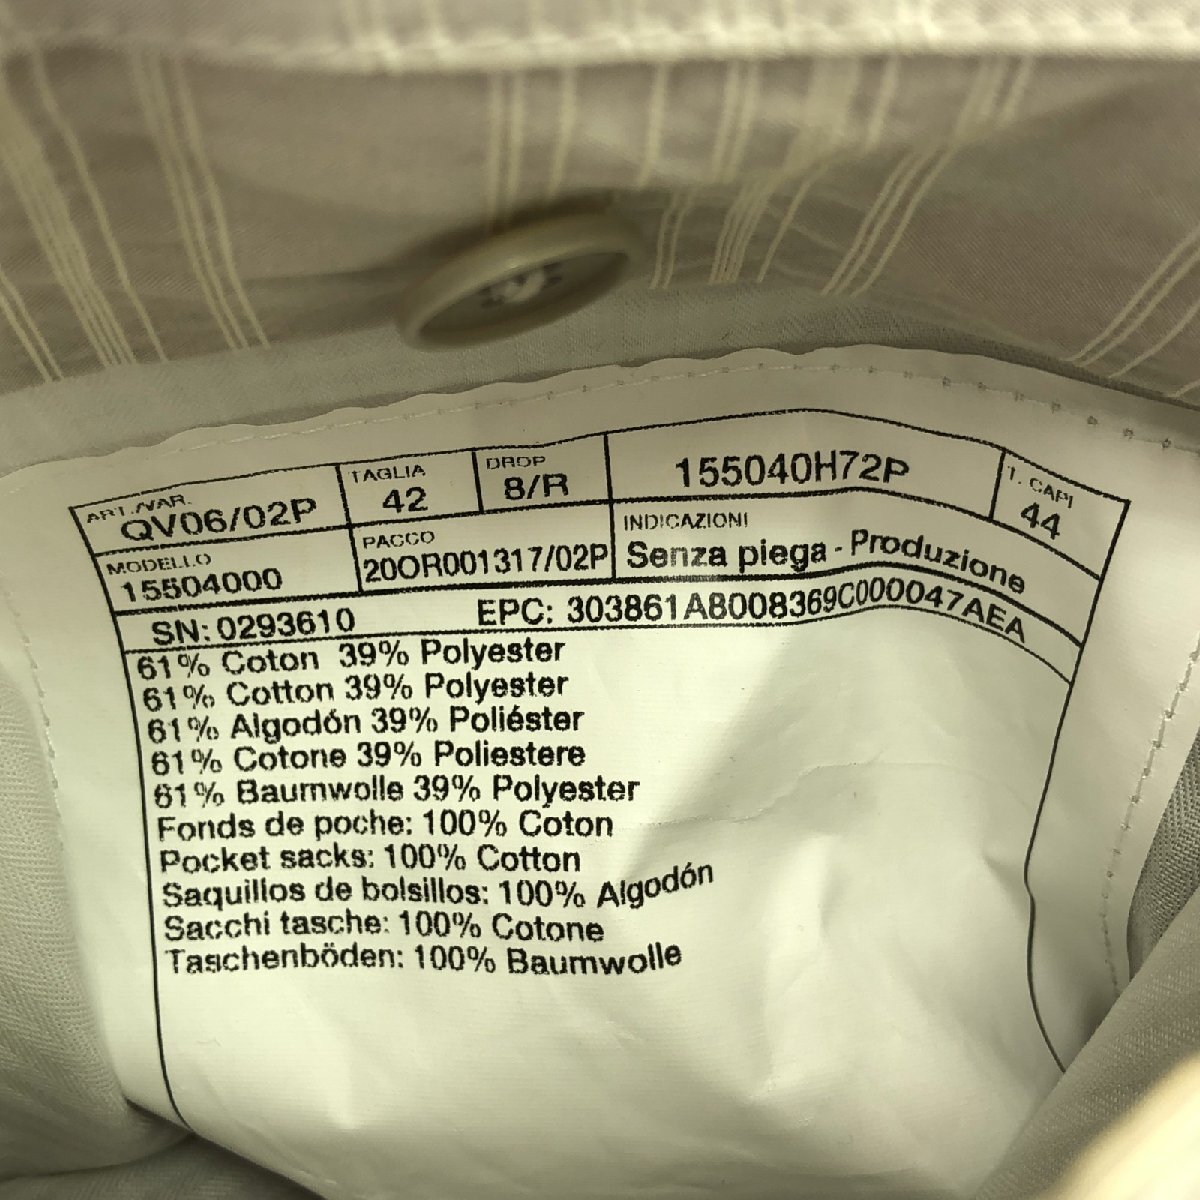 ART./VAR. TAGLIA DROP T. CAPI
QV06/02P 42 8/R 155040H72P 44
MODELLO PACCO INDICAZIONI
15504000 20OR001317/02P Senza piega - Produzione
SN: 0293610 EPC: 303861A8008369C000047AEA
61% Coton 39% Polyester
61% Cotton 39% Polyester
61% Algodón 39% Poliéster
61% Cotone 39% Poliestere
61% Baumwolle 39% Polyester
Fonds de poche: 100% Coton
Pocket sacks: 100% Cotton
Saquillos de bolsillos: 100% Algodón
Sacchi tasche: 100% Cotone
Taschenböden: 100% Baumwolle